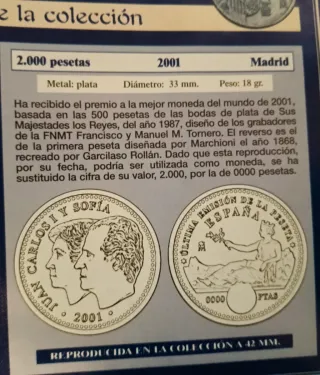 e la colección
2.000 pesetas 2001 Madrid
Metal: plata Diámetro: 33 mm. Peso: 18 gr.
Ha recibido el premio a la mejor moneda del mundo de 2001,
basada en las 500 pesetas de las bodas de plata de Sus
Majestades los Reyes, del año 1987, diseño de los grabadores
de la FNMT Francisco y Manuel M. Tornero. El reverso es el
de la primera peseta diseñada por Marchioni el año 1868,
recreado por Garcilaso Rollán. Dado que esta reproducción,
por su fecha, podría ser utilizada como moneda, se ha
sustituido la cifra de su valor, 2.000, por la de 0000 pesetas.
JUAN CARLOS I Y SOFÍA
· 2001 ·
ÚLTIMA EMISIÓN DE LA PESETA
ESPAÑA
M
0000 PTAS
REPRODUCIDA EN LA COLECCIÓN A 42 MM.